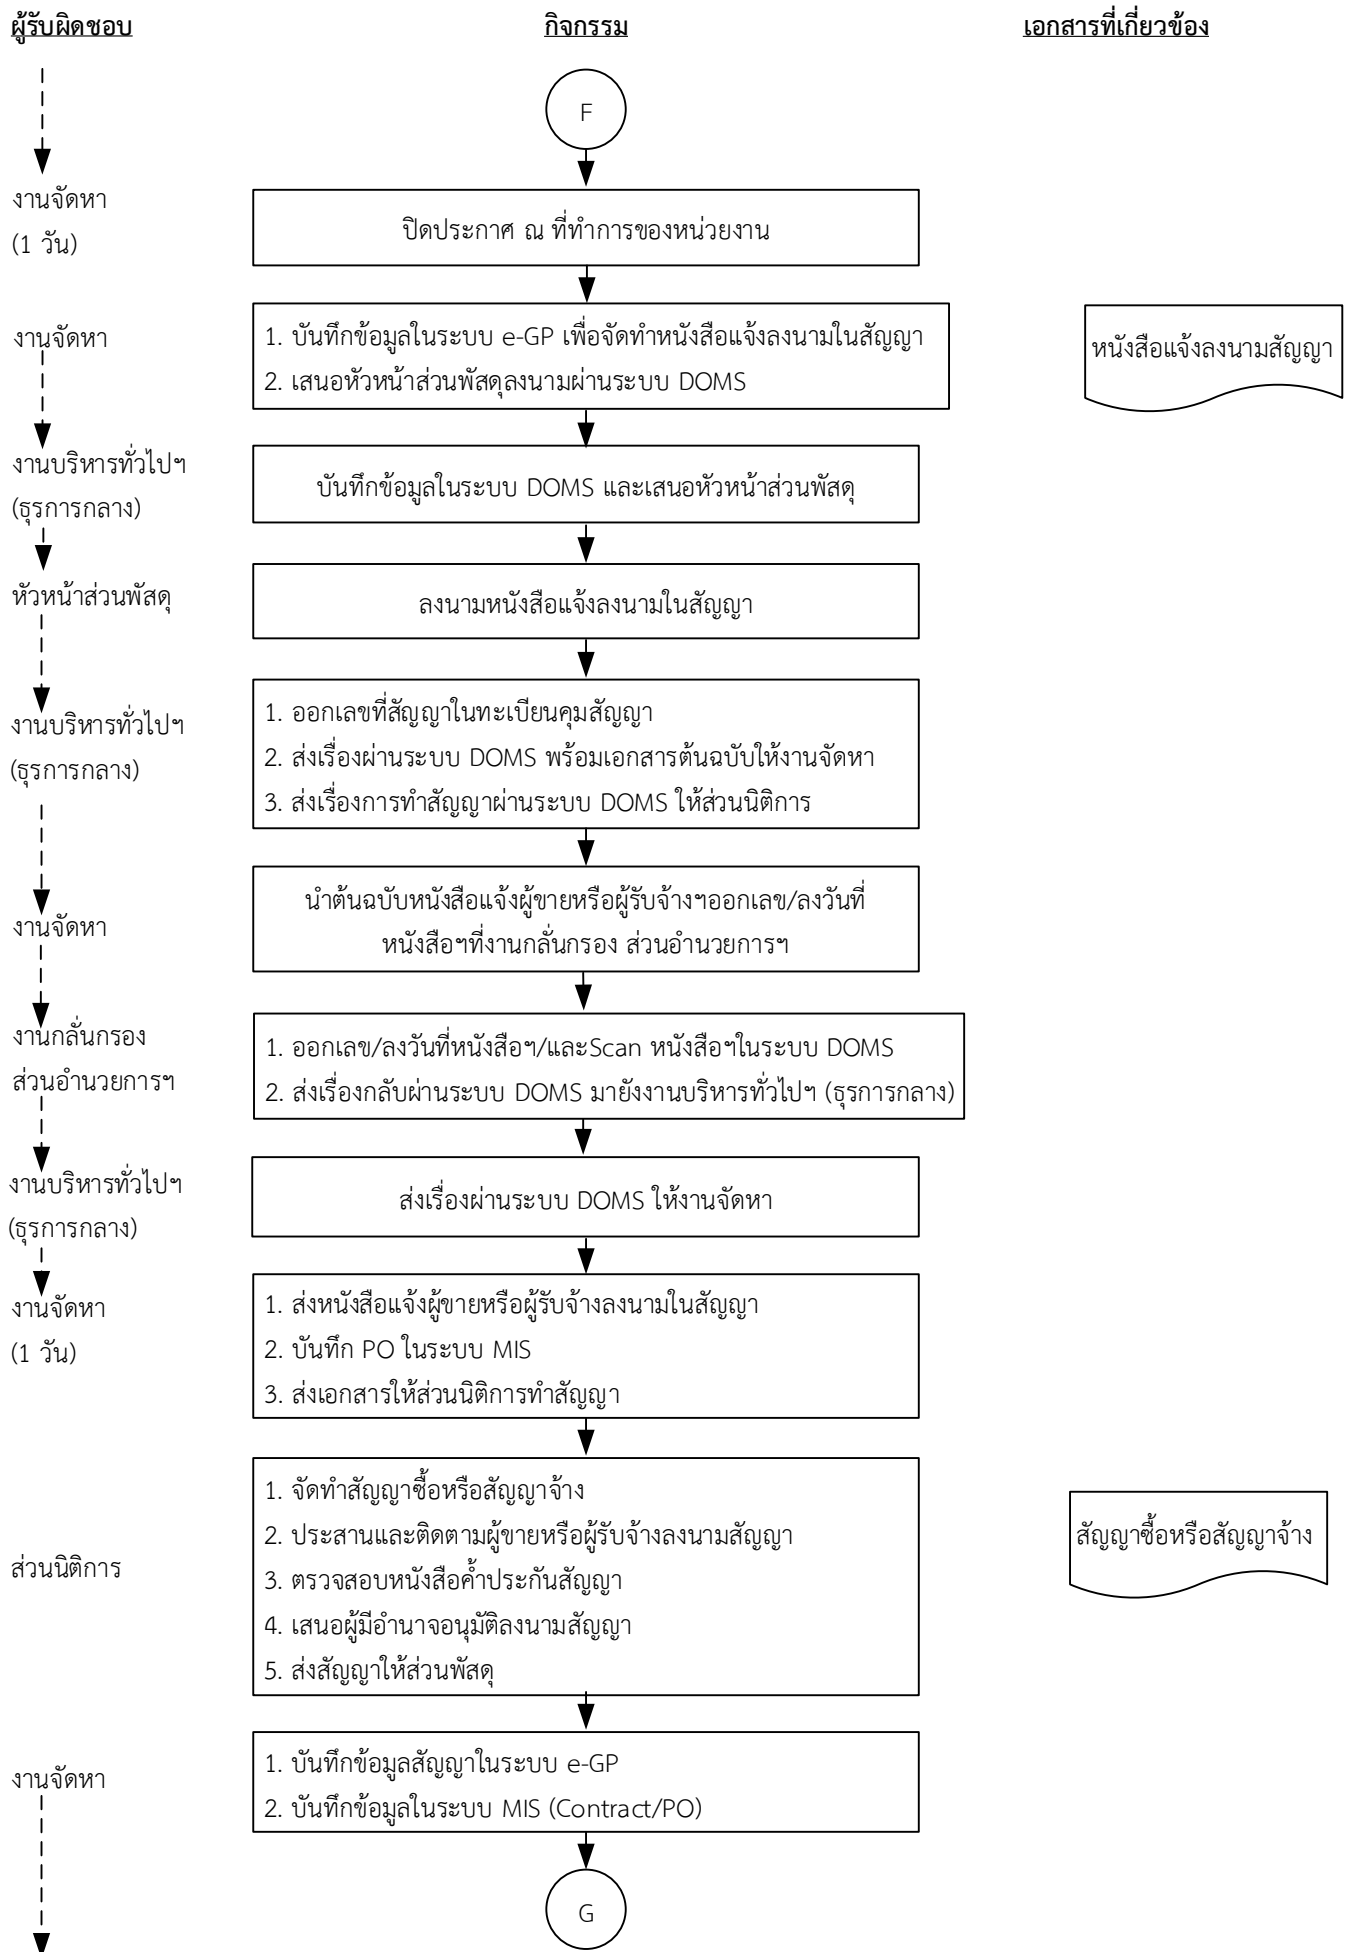 ผู้รับผิดชอบ
กิจกรรม
เอกสารที่เกี่ยวข้อง
F
งานจัดหา
(1 วัน)
ปิดประกาศ ณ ที่ทำการของหน่วยงาน
งานจัดหา
1. บันทึกข้อมูลในระบบ e-GP เพื่อจัดทำหนังสือแจ้งลงนามในสัญญา
2. เสนอหัวหน้าส่วนพัสดุลงนามผ่านระบบ DOMS
หนังสือแจ้งลงนามสัญญา
งานบริหารทั่วไปฯ
(ธุรการกลาง)
บันทึกข้อมูลในระบบ DOMS และเสนอหัวหน้าส่วนพัสดุ
หัวหน้าส่วนพัสดุ
ลงนามหนังสือแจ้งลงนามในสัญญา
งานบริหารทั่วไปฯ
(ธุรการกลาง)
1. ออกเลขที่สัญญาในทะเบียนคุมสัญญา
2. ส่งเรื่องผ่านระบบ DOMS พร้อมเอกสารต้นฉบับให้งานจัดหา
3. ส่งเรื่องการทำสัญญาผ่านระบบ DOMS ให้ส่วนนิติการ
งานจัดหา
นำต้นฉบับหนังสือแจ้งผู้ขายหรือผู้รับจ้างฯออกเลข/ลงวันที่
หนังสือฯที่งานกลั่นกรอง ส่วนอำนวยการฯ
งานกลั่นกรอง
ส่วนอำนวยการฯ
1. ออกเลข/ลงวันที่หนังสือฯ/และScan หนังสือฯในระบบ DOMS
2. ส่งเรื่องกลับผ่านระบบ DOMS มายังงานบริหารทั่วไปฯ (ธุรการกลาง)
งานบริหารทั่วไปฯ
(ธุรการกลาง)
ส่งเรื่องผ่านระบบ DOMS ให้งานจัดหา
งานจัดหา
(1 วัน)
1. ส่งหนังสือแจ้งผู้ขายหรือผู้รับจ้างลงนามในสัญญา
2. บันทึก PO ในระบบ MIS
3. ส่งเอกสารให้ส่วนนิติการทำสัญญา
ส่วนนิติการ
1. จัดทำสัญญาซื้อหรือสัญญาจ้าง
2. ประสานและติดตามผู้ขายหรือผู้รับจ้างลงนามสัญญา
3. ตรวจสอบหนังสือค้ำประกันสัญญา
4. เสนอผู้มีอำนาจอนุมัติลงนามสัญญา
5. ส่งสัญญาให้ส่วนพัสดุ
สัญญาซื้อหรือสัญญาจ้าง
งานจัดหา
1. บันทึกข้อมูลสัญญาในระบบ e-GP
2. บันทึกข้อมูลในระบบ MIS (Contract/PO)
G